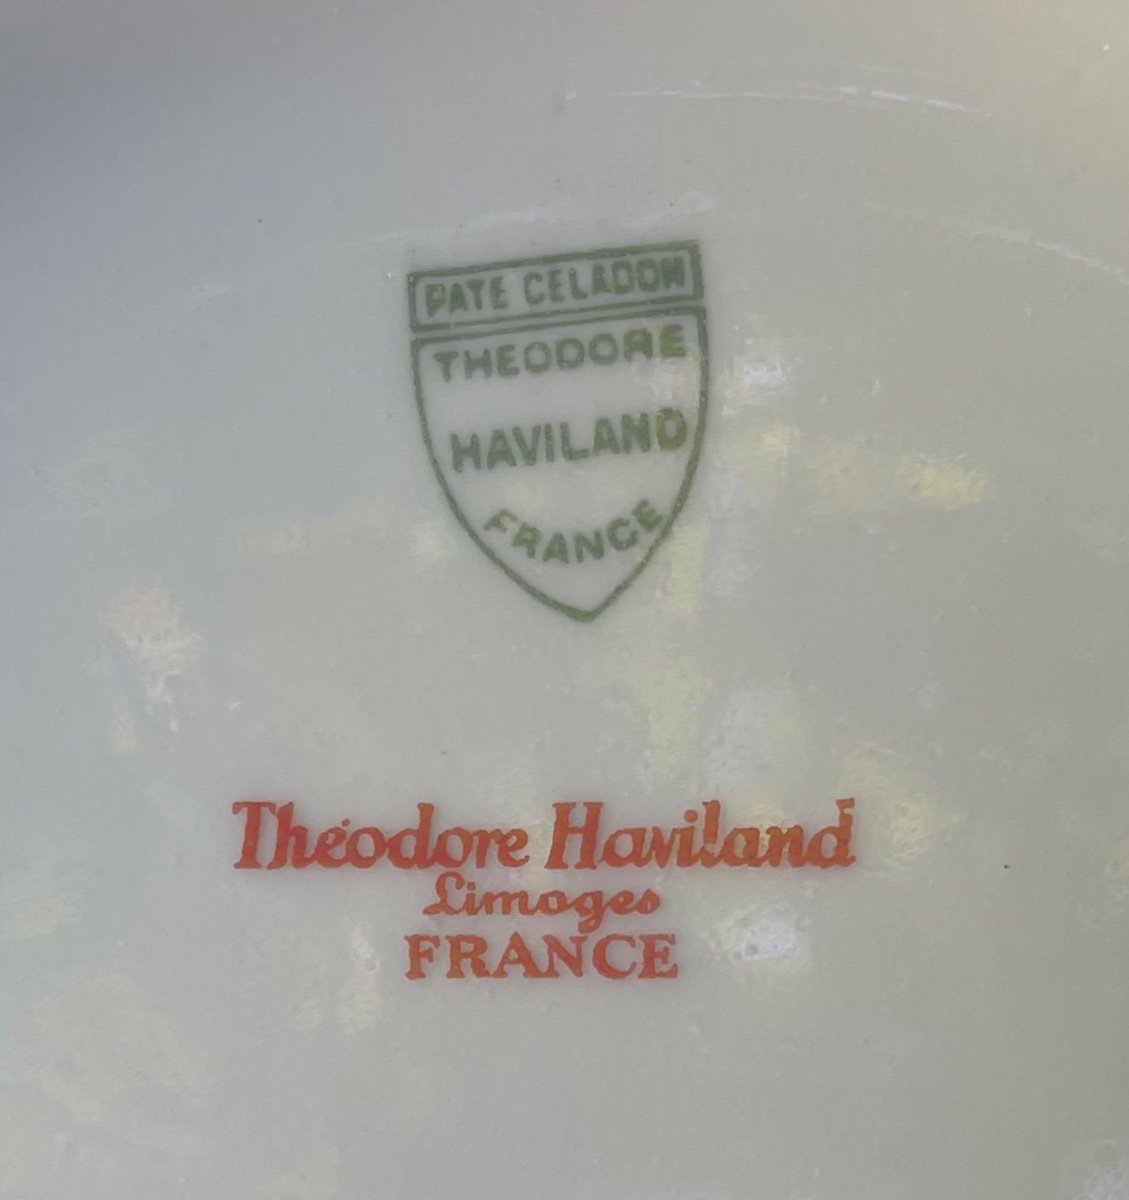 PATE CELADON
THEODORE
HAVILAND
FRANCE
Théodore Haviland
Limoges
FRANCE